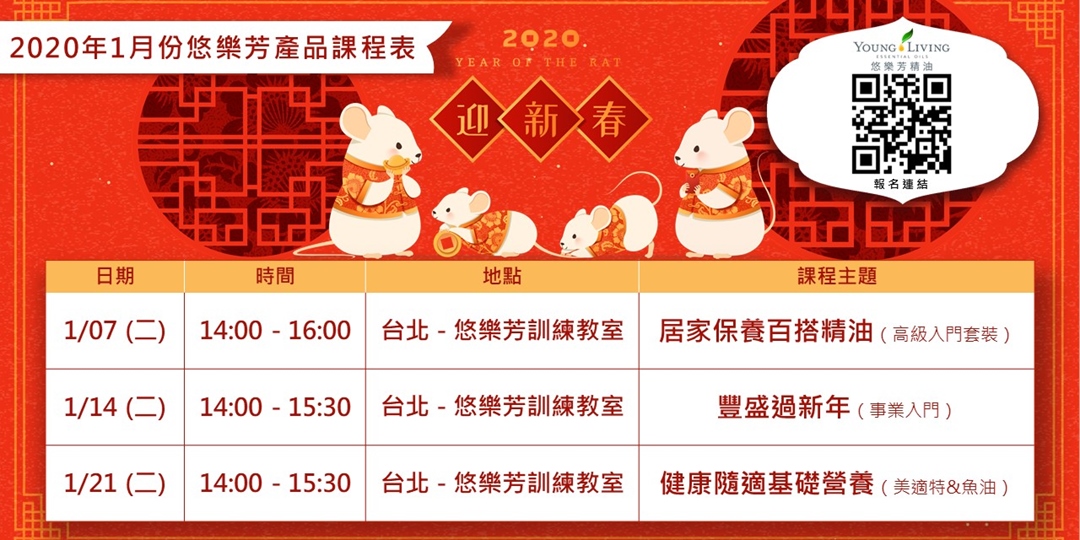 2020年1月份悠樂芳產品課程表
2020
YEAR OF THE RAT
迎新春
YOUNG LIVING
ESSENTIAL OILS
悠樂芳精油
報名連結
日期 時間 地點 課程主題
1/07 (二) 14:00 - 16:00 台北 - 悠樂芳訓練教室 居家保養百搭精油 ( 高級入門套裝 )
1/14 (二) 14:00 - 15:30 台北 - 悠樂芳訓練教室 豐盛過新年 ( 事業入門 )
1/21 (二) 14:00 - 15:30 台北 - 悠樂芳訓練教室 健康隨適基礎營養 ( 美適特&魚油 )